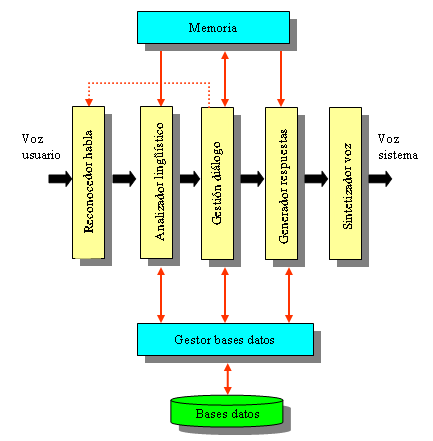 Memoria
Voz
usuario
Reconocedor habla
Analizador lingüístico
Gestión diálogo
Generador respuestas
Sintetizador voz
Voz
sistema
Gestor bases datos
Bases datos